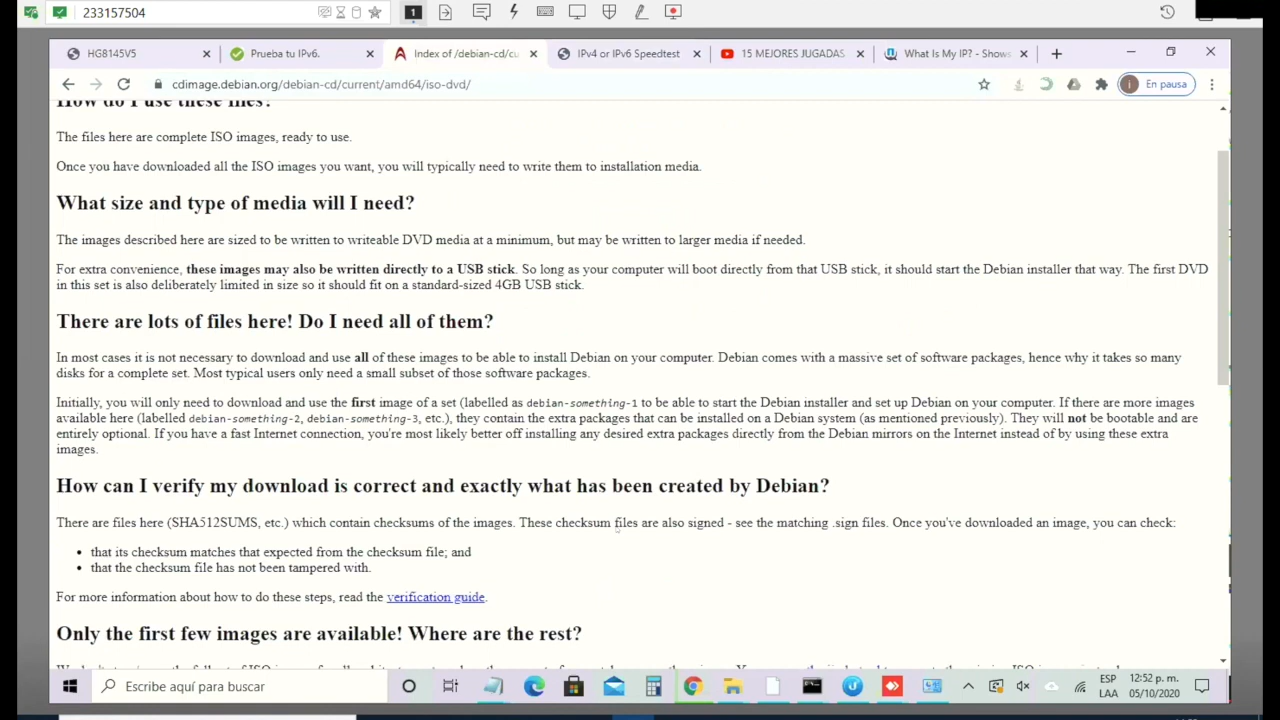 233157504
1
HG8145V5
Prueba tu IPv6.
Index of /debian-cd/cu
IPv4 or IPv6 Speedtest
15 MEJORES JUGADAS
What Is My IP? - Shows
cdimage.debian.org/debian-cd/current/amd64/iso-dvd/
i
En pausa
How do I use these files?
The files here are complete ISO images, ready to use.
Once you have downloaded all the ISO images you want, you will typically need to write them to installation media.
What size and type of media will I need?
The images described here are sized to be written to writeable DVD media at a minimum, but may be written to larger media if needed.
For extra convenience, these images may also be written directly to a USB stick. So long as your computer will boot directly from that USB stick, it should start the Debian installer that way. The first DVD
in this set is also deliberately limited in size so it should fit on a standard-sized 4GB USB stick.
There are lots of files here! Do I need all of them?
In most cases it is not necessary to download and use all of these images to be able to install Debian on your computer. Debian comes with a massive set of software packages, hence why it takes so many
disks for a complete set. Most typical users only need a small subset of those software packages.
Initially, you will only need to download and use the first image of a set (labelled as debian-something-1 to be able to start the Debian installer and set up Debian on your computer. If there are more images
available here (labelled debian-something-2, debian-something-3, etc.), they contain the extra packages that can be installed on a Debian system (as mentioned previously). They will not be bootable and are
entirely optional. If you have a fast Internet connection, you're most likely better off installing any desired extra packages directly from the Debian mirrors on the Internet instead of by using these extra
images.
How can I verify my download is correct and exactly what has been created by Debian?
There are files here (SHA512SUMS, etc.) which contain checksums of the images. These checksum files are also signed - see the matching .sign files. Once you've downloaded an image, you can check:
• that its checksum matches that expected from the checksum file; and
• that the checksum file has not been tampered with.
For more information about how to do these steps, read the verification guide.
Only the first few images are available! Where are the rest?
Escribe aquí para buscar
ESP
LAA
12:52 p. m.
05/10/2020